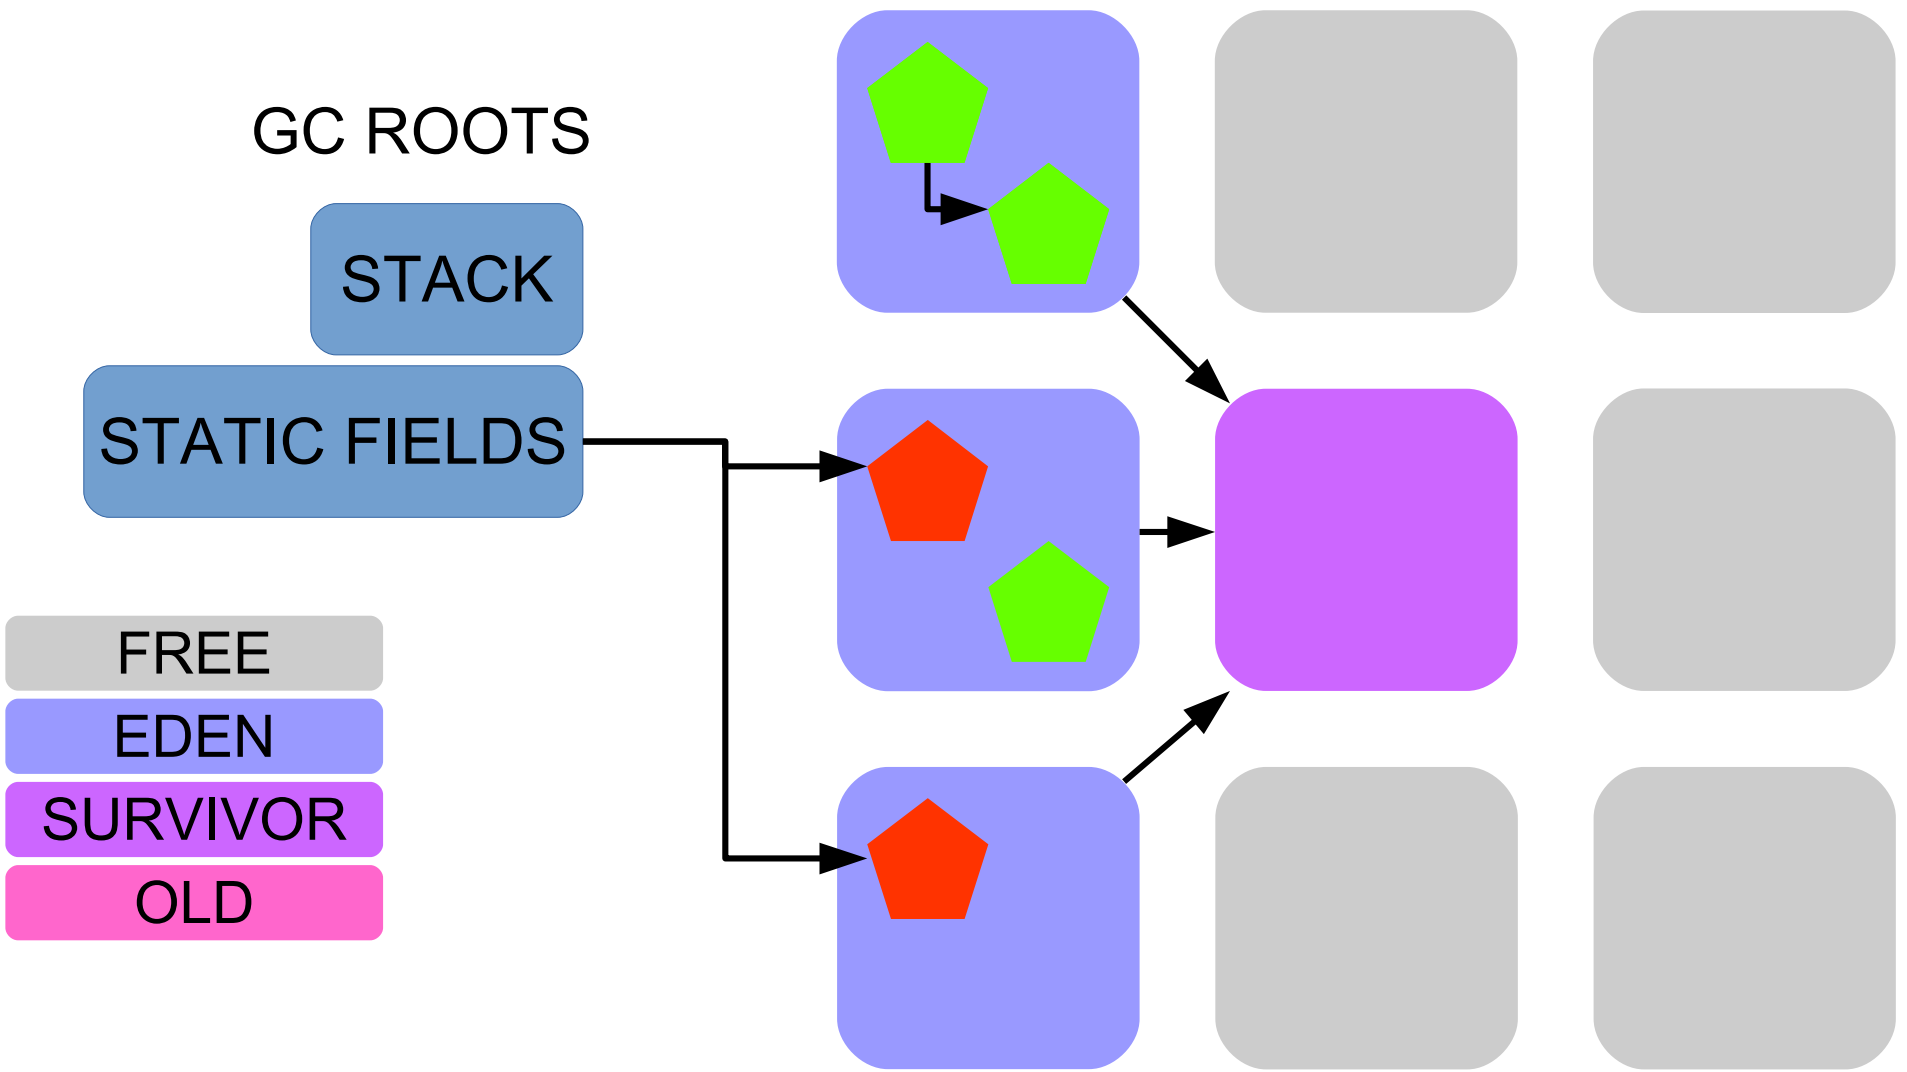 GC ROOTS
STACK
STATIC FIELDS
FREE
EDEN
SURVIVOR
OLD